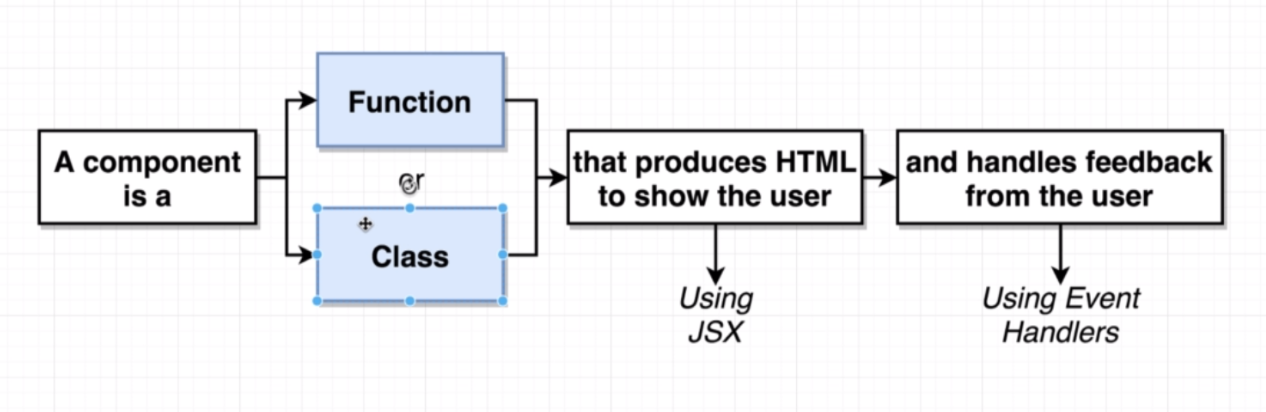 Function
A component
is a
or
Class
that produces HTML
to show the user
and handles feedback
from the user
Using
JSX
Using Event
Handlers